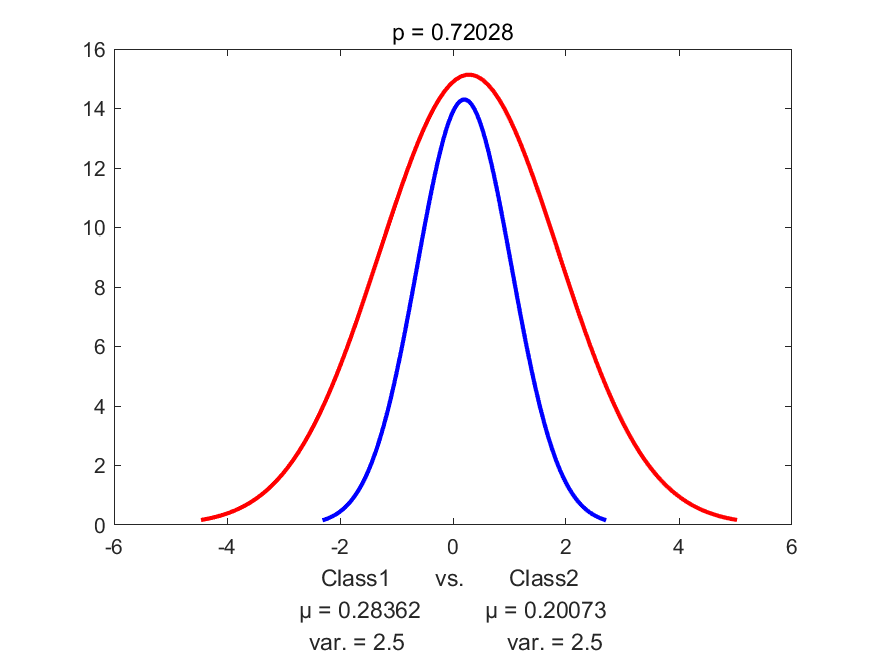 p = 0.72028
16
14
12
10
8
6
4
2
0
-6 -4 -2 0 2 4 6
Class1 vs. Class2
μ = 0.28362 μ = 0.20073
var. = 2.5 var. = 2.5